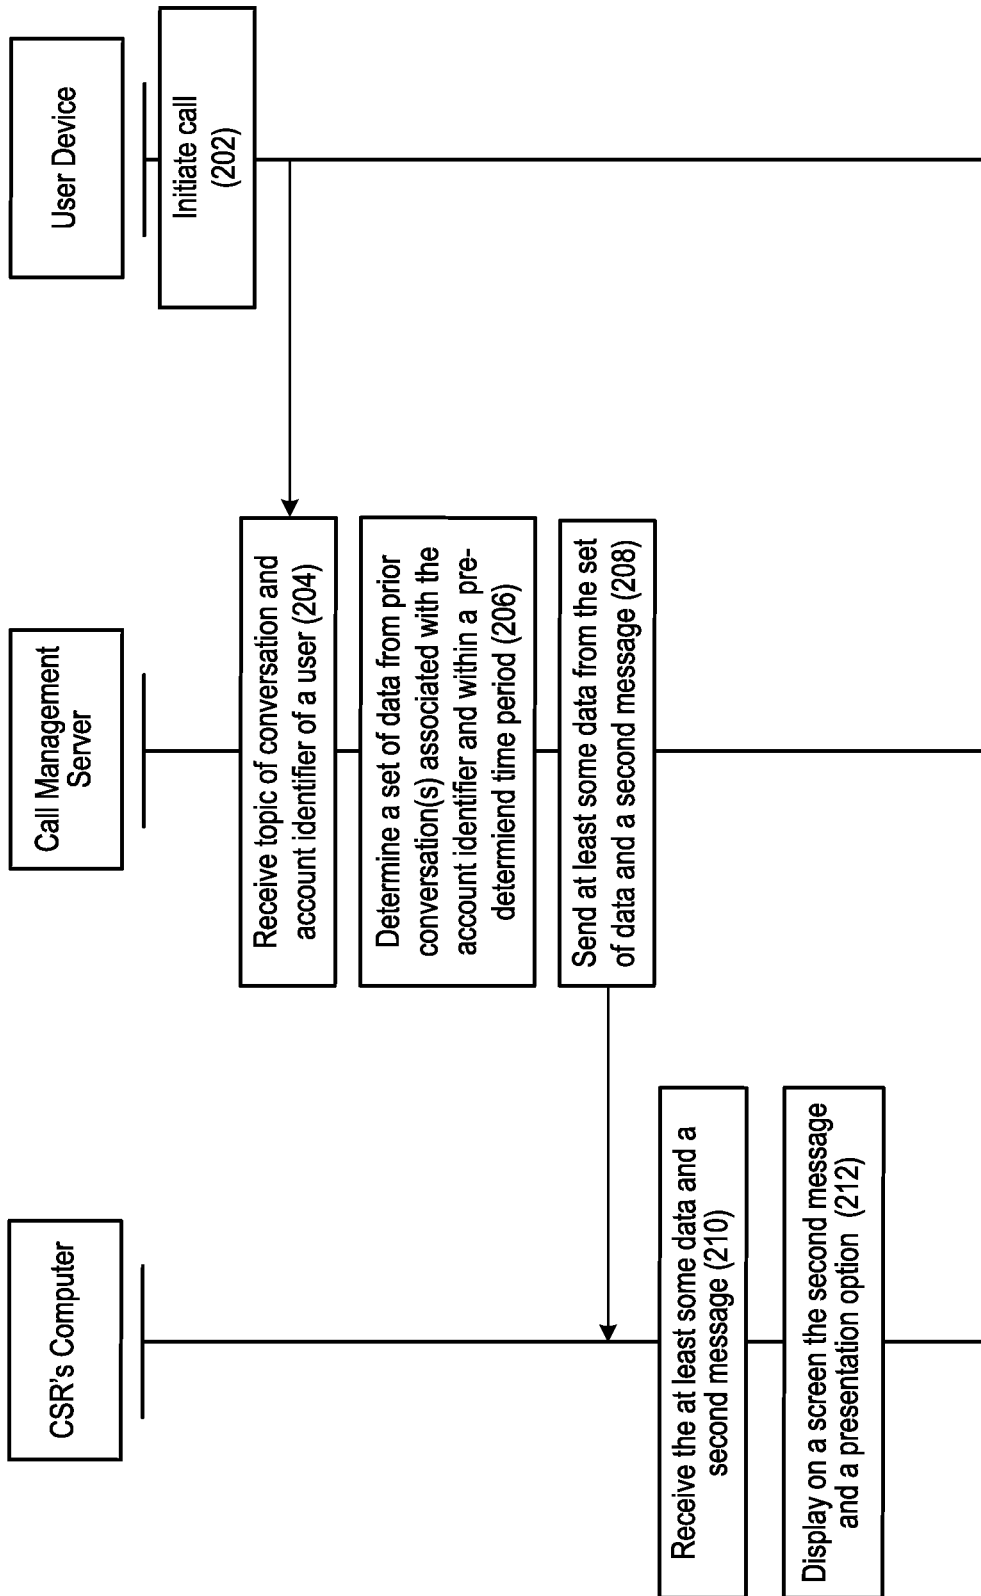 CSR's Computer
Call Management
Server
User Device
Initiate call
(202)
Receive topic of conversation and
account identifier of a user (204)
Determine a set of data from prior
conversation(s) associated with the
account identifier and within a pre-
determiend time period (206)
Send at least some data from the set
of data and a second message (208)
Receive the at least some data and a
second message (210)
Display on a screen the second message
and a presentation option (212)